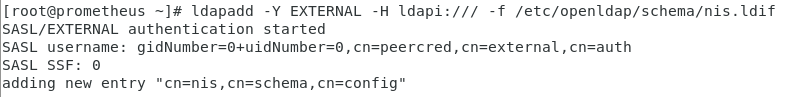 [root@prometheus ~]# ldapadd -Y EXTERNAL -H ldapi:/// -f /etc/openldap/schema/nis.ldif
SASL/EXTERNAL authentication started
SASL username: gidNumber=0+uidNumber=0,cn=peercred,cn=external,cn=auth
SASL SSF: 0
adding new entry "cn=nis,cn=schema,cn=config"